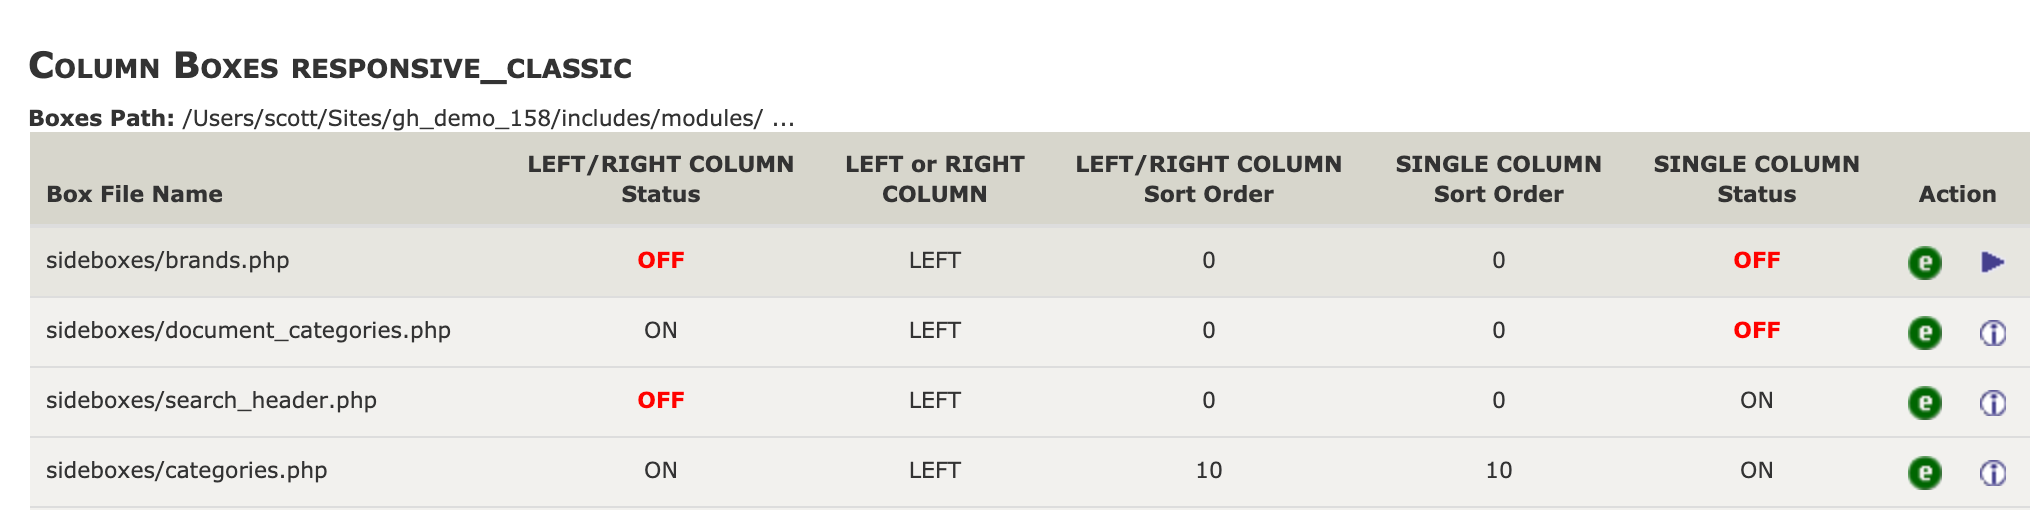 Column Boxes responsive_classic
Boxes Path: /Users/scott/Sites/gh_demo_158/includes/modules/ ...
Box File Name LEFT/RIGHT COLUMN Status LEFT or RIGHT COLUMN LEFT/RIGHT COLUMN Sort Order SINGLE COLUMN Sort Order SINGLE COLUMN Status Action
sideboxes/brands.php OFF LEFT 0 0 OFF e
sideboxes/document_categories.php ON LEFT 0 0 OFF e i
sideboxes/search_header.php OFF LEFT 0 0 ON e i
sideboxes/categories.php ON LEFT 10 10 ON e i